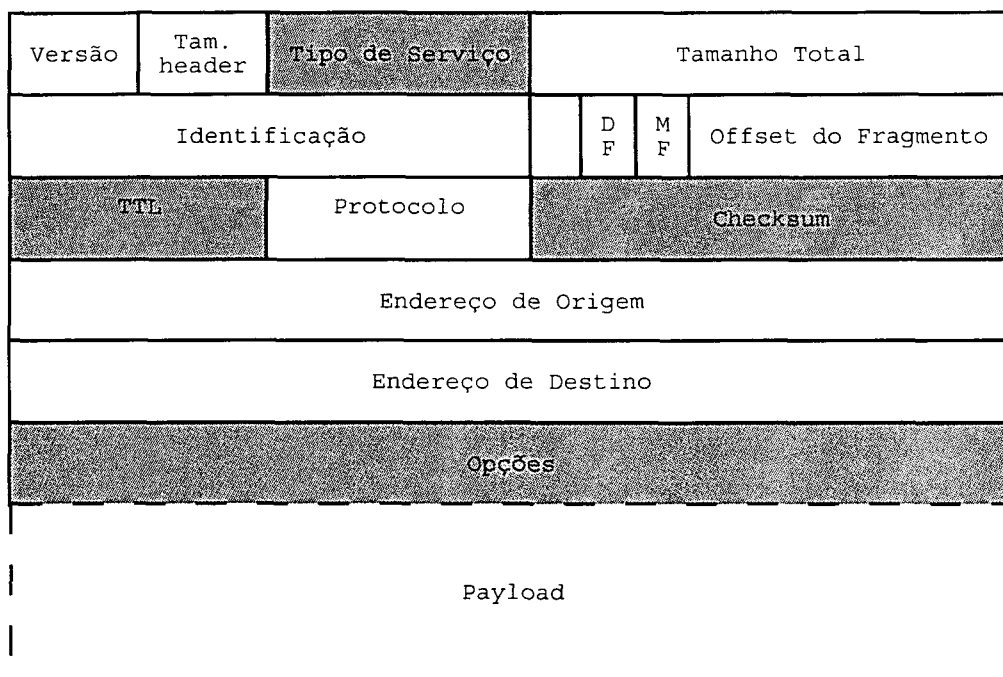 Versão
Tam.
header
Tipo de Serviço
Tamanho Total
Identificação
D
F
M
F
Offset do Fragmento
TTL
Protocolo
Checksum
Endereço de Origem
Endereço de Destino
Opções
Payload